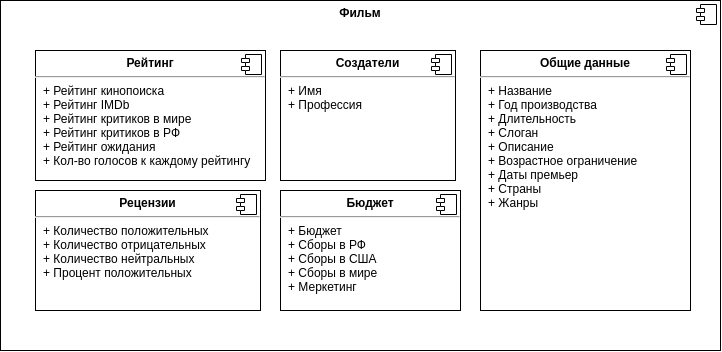 Фильм
Рейтинг
+ Рейтинг кинопоиска
+ Рейтинг IMDb
+ Рейтинг критиков в мире
+ Рейтинг критиков в РФ
+ Рейтинг ожидания
+ Кол-во голосов к каждому рейтингу
Создатели
+ Имя
+ Профессия
Общие данные
+ Название
+ Год производства
+ Длительность
+ Слоган
+ Описание
+ Возрастное ограничение
+ Даты премьер
+ Страны
+ Жанры
Рецензии
+ Количество положительных
+ Количество отрицательных
+ Количество нейтральных
+ Процент положительных
Бюджет
+ Бюджет
+ Сборы в РФ
+ Сборы в США
+ Сборы в мире
+ Меркетинг